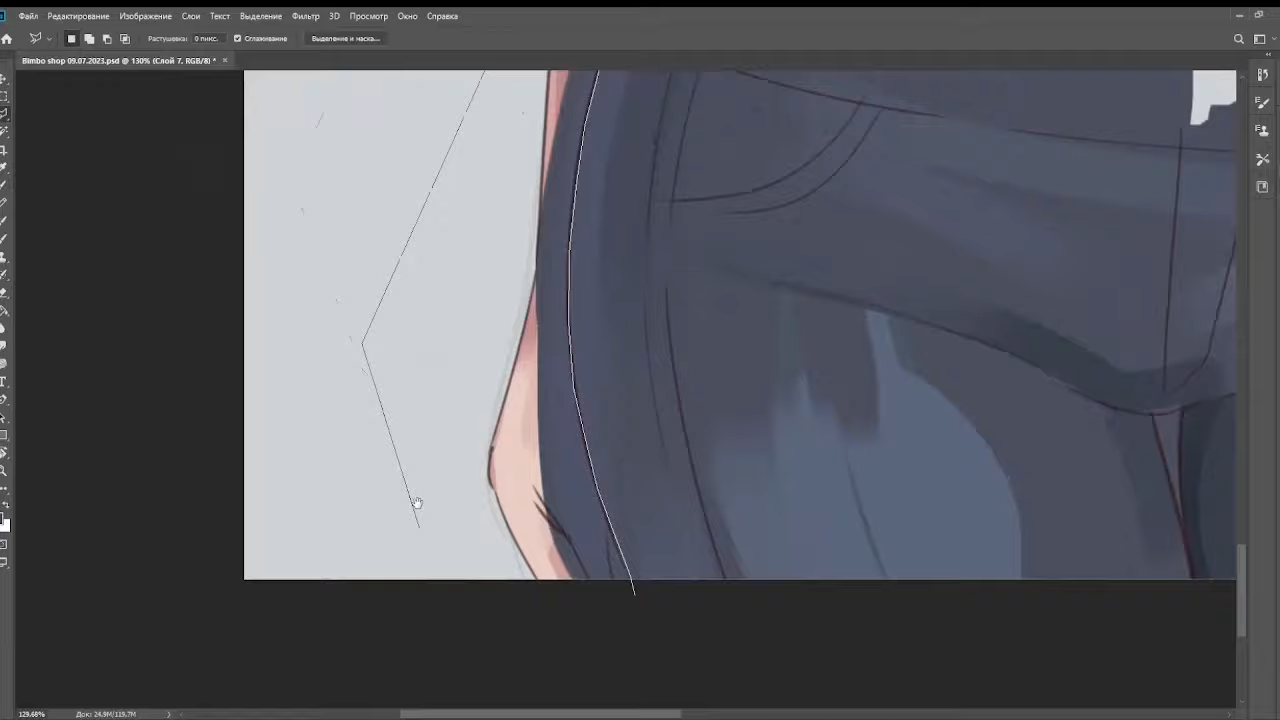 Файл Редактирование Изображение Слои Текст Выделение Фильтр 3D Просмотр Окно Справка
Растушевка: 0 пикс. Сглаживание Выделение и маска...
Bimbo shop 09.07.2023.psd @ 130% (Слой 7, RGB/8) * ×
129,68% Док: 24,9M/119,7M